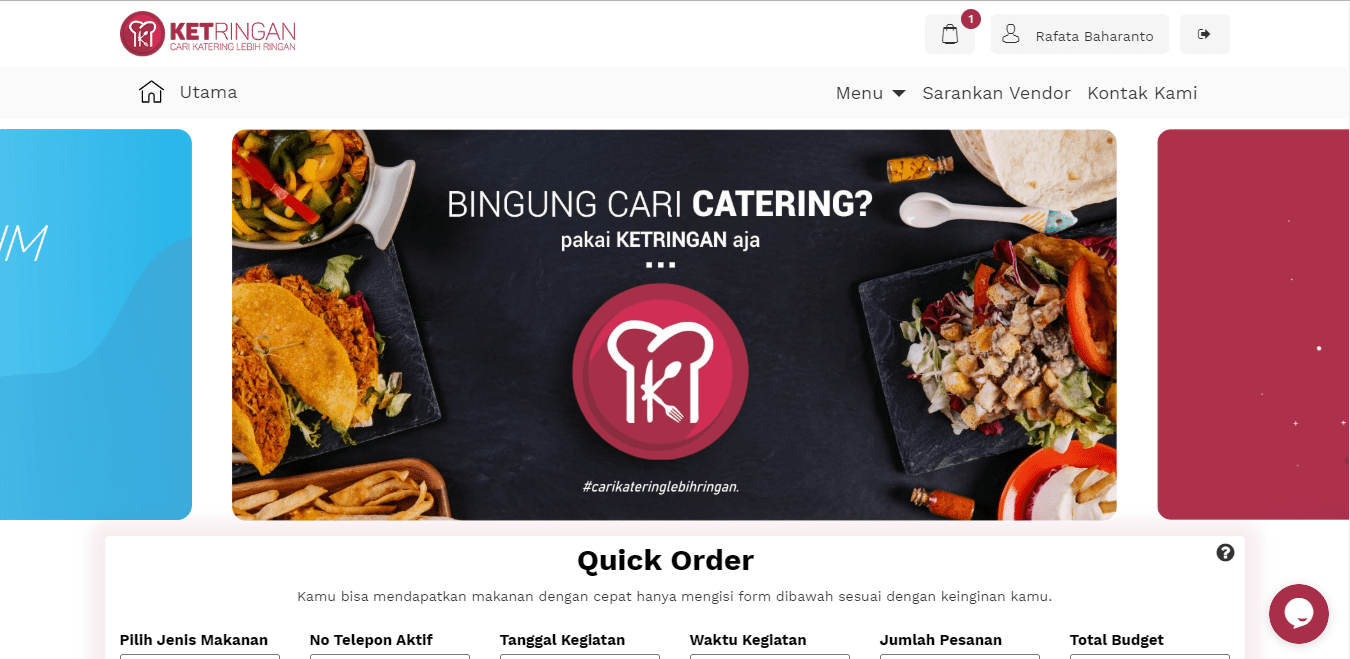 KETRINGAN
CARI KATERING LEBIH RINGAN
1
Rafata Baharanto
Utama
Menu
Sarankan Vendor
Kontak Kami
BINGUNG CARI CATERING?
pakai KETRINGAN aja
#carikateringlebihringan.
Quick Order
?
Kamu bisa mendapatkan makanan dengan cepat hanya mengisi form dibawah sesuai dengan keinginan kamu.
Pilih Jenis Makanan
No Telepon Aktif
Tanggal Kegiatan
Waktu Kegiatan
Jumlah Pesanan
Total Budget